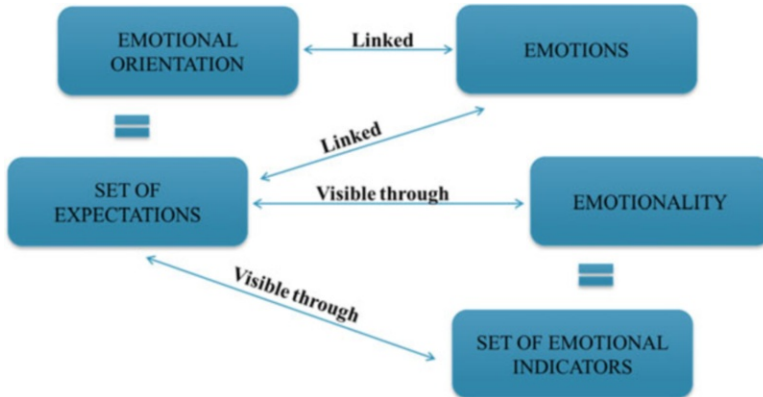 EMOTIONAL
ORIENTATION
Linked
EMOTIONS
Linked
SET OF
EXPECTATIONS
Visible through
EMOTIONALITY
Visible through
SET OF EMOTIONAL
INDICATORS